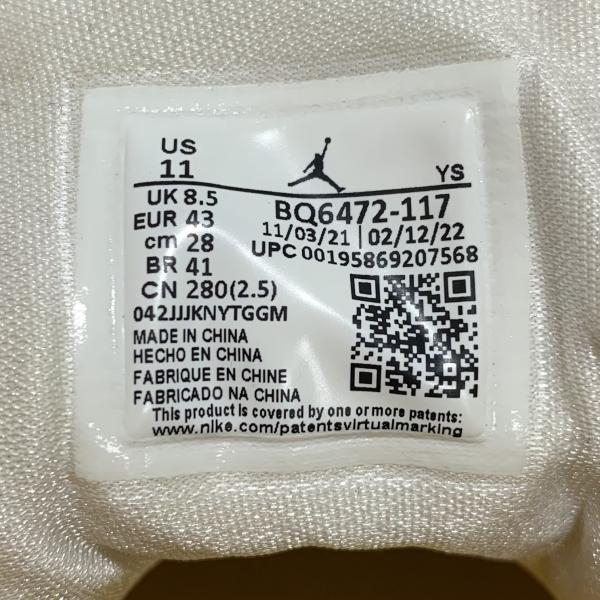 US
11
YS
UK 8.5
EUR 43
cm 28
BR 41
CN 280(2.5)
BQ6472-117
11/03/21 | 02/12/22
UPC 00195869207568
042JJJKNYTGGM
MADE IN CHINA
HECHO EN CHINA
FABRIQUE EN CHINE
FABRICADO NA CHINA
This product is covered by one or more patents:
www.nike.com/patentsvirtualmarking